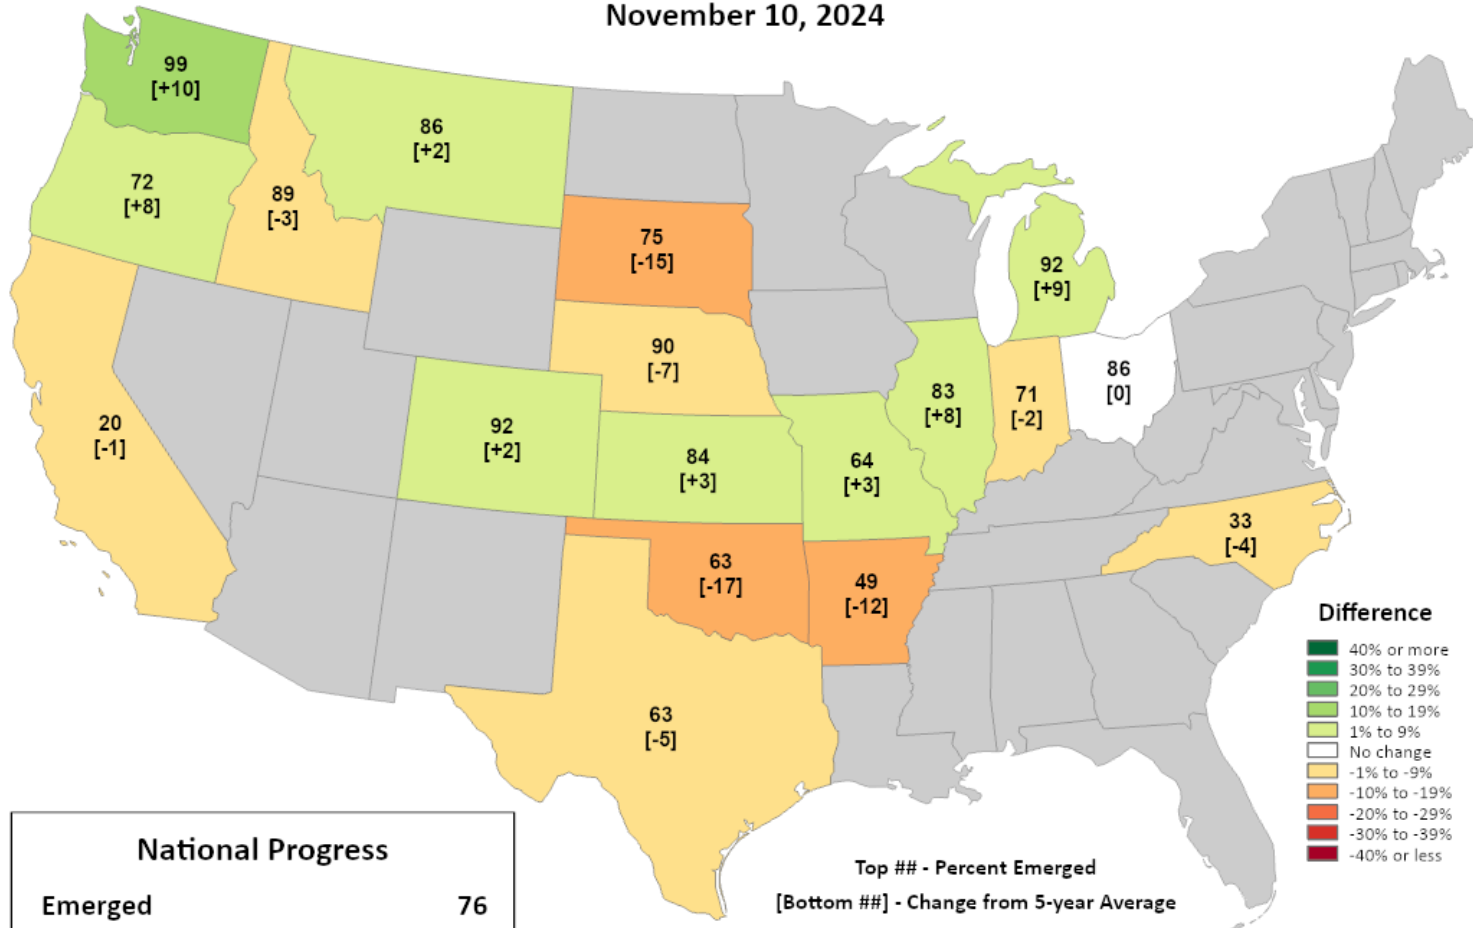 November 10, 2024
99
[+10]
86
[+2]
72
[+8]
89
[-3]
75
[-15]
92
[+9]
90
[-7]
86
[0]
83
[+8]
71
[-2]
20
[-1]
92
[+2]
84
[+3]
64
[+3]
33
[-4]
63
[-17]
49
[-12]
63
[-5]
Difference
40% or more
30% to 39%
20% to 29%
10% to 19%
1% to 9%
No change
-1% to -9%
-10% to -19%
-20% to -29%
-30% to -39%
-40% or less
National Progress
Emerged 76
Top ## - Percent Emerged
[Bottom ##] - Change from 5-year Average